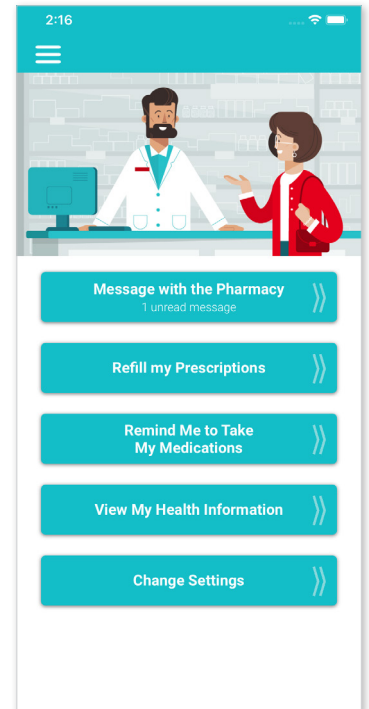 2:16
Message with the Pharmacy
1 unread message
Refill my Prescriptions
Remind Me to Take
My Medications
View My Health Information
Change Settings